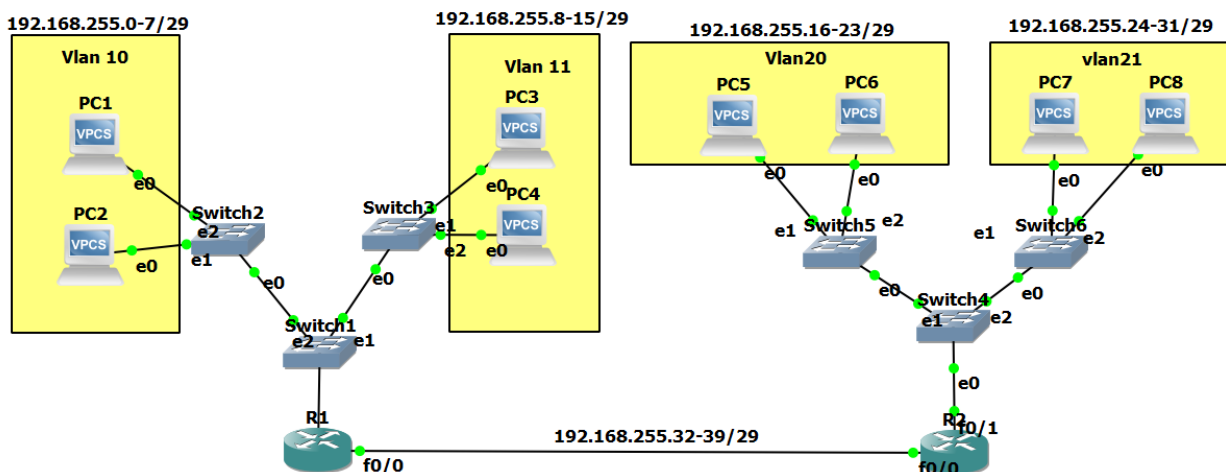 192.168.255.0-7/29
192.168.255.8-15/29
192.168.255.16-23/29
192.168.255.24-31/29
Vlan 10
Vlan 11
Vlan20
vlan21
PC1
VPCS
e0
PC2
VPCS
e0
PC3
VPCS
e0
PC4
VPCS
e0
PC5
VPCS
e0
PC6
VPCS
e0
PC7
VPCS
e0
PC8
VPCS
e0
Switch2
e2
e1
e0
Switch3
e1
e2
e0
Switch5
e1
e2
e0
Switch6
e1
e2
e0
Switch1
e2
e1
Switch4
e1
e2
e0
R1
f0/0
192.168.255.32-39/29
R2
f0/1
f0/0